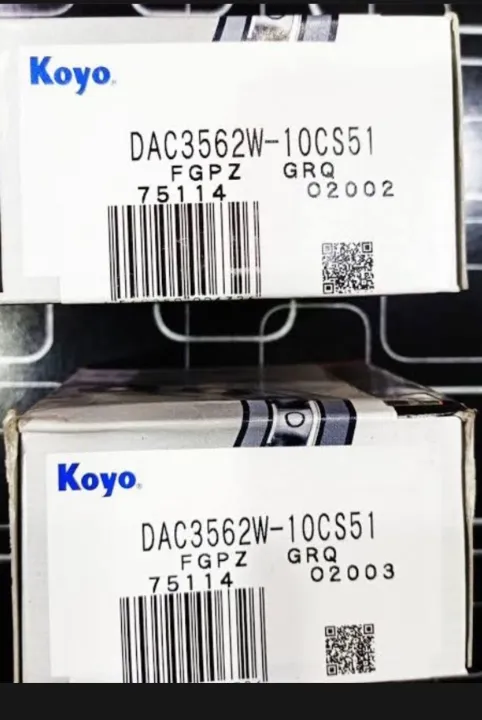 Koyo
DAC3562W-10CS51
FGPZ GRQ
75114 02002
Koyo
DAC3562W-10CS51
FGPZ GRQ
75114 02003